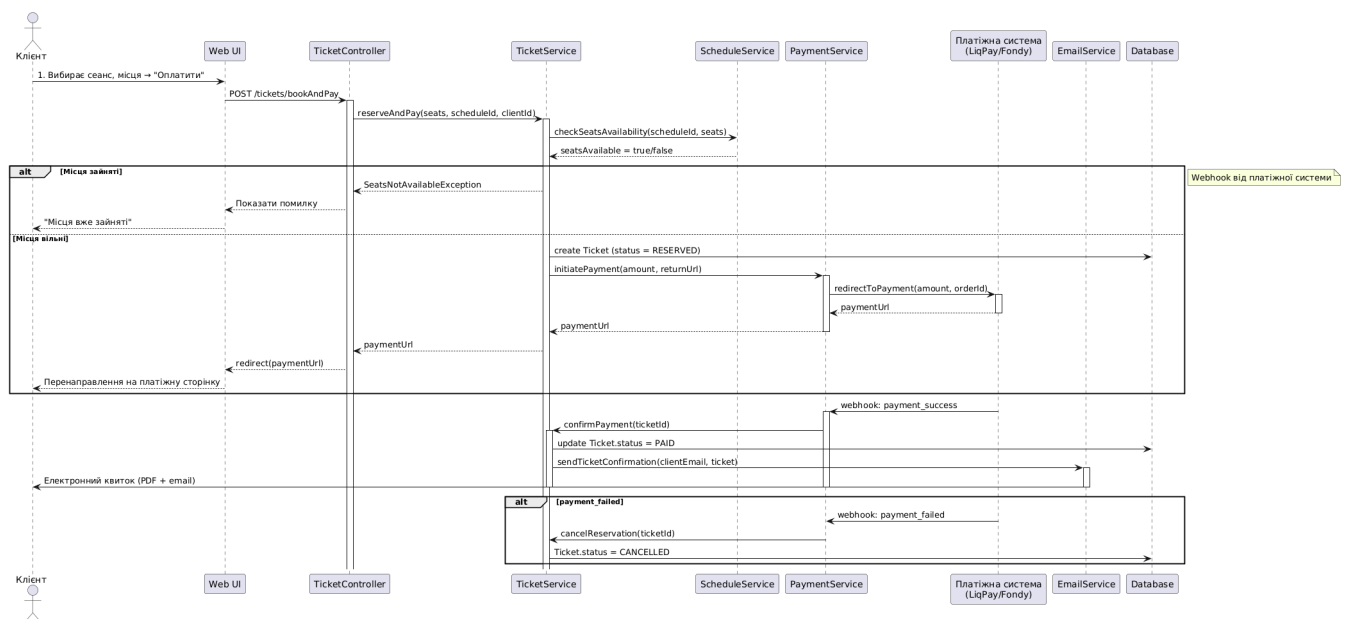 Клієнт
Web UI
TicketController
TicketService
ScheduleService
PaymentService
Платіжна система
(LiqPay/Fondy)
EmailService
Database
1. Вибирає сеанс, місця → "Оплатити"
POST /tickets/bookAndPay
reserveAndPay(seats, scheduleId, clientId)
checkSeatsAvailability(scheduleId, seats)
seatsAvailable = true/false
alt
[Місця зайняті]
Webhook від платіжної системи
SeatsNotAvailableException
Показати помилку
"Місця вже зайняті"
[Місця вільні]
create Ticket (status = RESERVED)
initiatePayment(amount, returnUrl)
redirectToPayment(amount, orderId)
paymentUrl
paymentUrl
paymentUrl
redirect(paymentUrl)
Перенаправлення на платіжну сторінку
webhook: payment_success
confirmPayment(ticketId)
update Ticket.status = PAID
sendTicketConfirmation(clientEmail, ticket)
Електронний квиток (PDF + email)
alt
[payment_failed]
webhook: payment_failed
cancelReservation(ticketId)
Ticket.status = CANCELLED
Клієнт
Web UI
TicketController
TicketService
ScheduleService
PaymentService
Платіжна система
(LiqPay/Fondy)
EmailService
Database